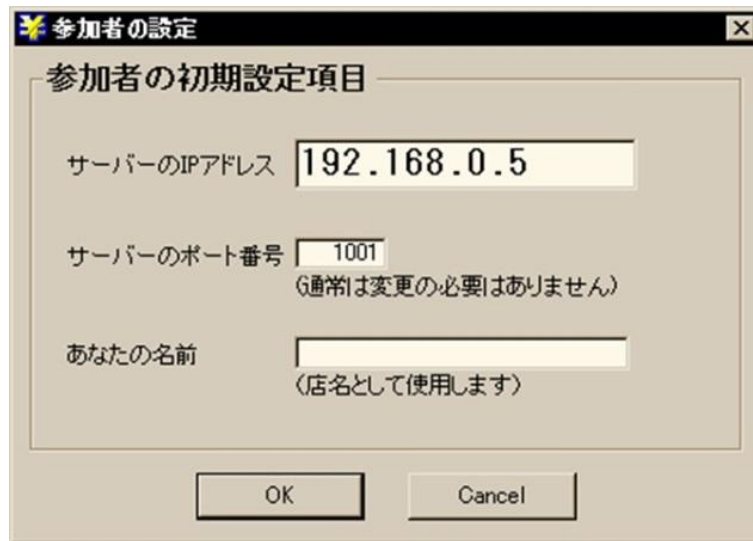 参加者の設定
参加者の初期設定項目
サーバーのIPアドレス 192.168.0.5
サーバーのポート番号 1001
(通常は変更の必要はありません)
あなたの名前
(店名として使用します)
OK Cancel